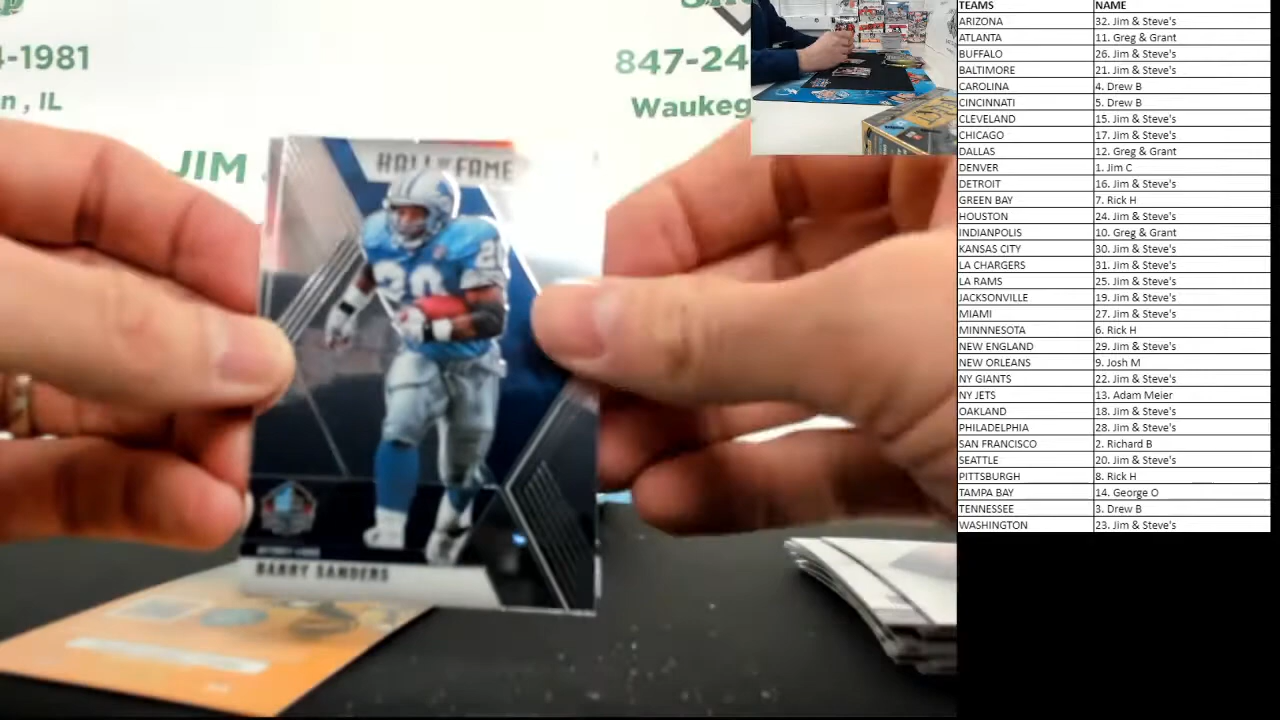 4-1981
n, IL
JIM
847-24
Waukeg
HALL OF FAME
20
BARRY SANDERS
TEAMS NAME
ARIZONA 32. Jim & Steve's
ATLANTA 11. Greg & Grant
BUFFALO 26. Jim & Steve's
BALTIMORE 21. Jim & Steve's
CAROLINA 4. Drew B
CINCINNATI 5. Drew B
CLEVELAND 15. Jim & Steve's
CHICAGO 17. Jim & Steve's
DALLAS 12. Greg & Grant
DENVER 1. Jim C
DETROIT 16. Jim & Steve's
GREEN BAY 7. Rick H
HOUSTON 24. Jim & Steve's
INDIANPOLIS 10. Greg & Grant
KANSAS CITY 30. Jim & Steve's
LA CHARGERS 31. Jim & Steve's
LA RAMS 25. Jim & Steve's
JACKSONVILLE 19. Jim & Steve's
MIAMI 27. Jim & Steve's
MINNNESOTA 6. Rick H
NEW ENGLAND 29. Jim & Steve's
NEW ORLEANS 9. Josh M
NY GIANTS 22. Jim & Steve's
NY JETS 13. Adam Meier
OAKLAND 18. Jim & Steve's
PHILADELPHIA 28. Jim & Steve's
SAN FRANCISCO 2. Richard B
SEATTLE 20. Jim & Steve's
PITTSBURGH 8. Rick H
TAMPA BAY 14. George O
TENNESSEE 3. Drew B
WASHINGTON 23. Jim & Steve's